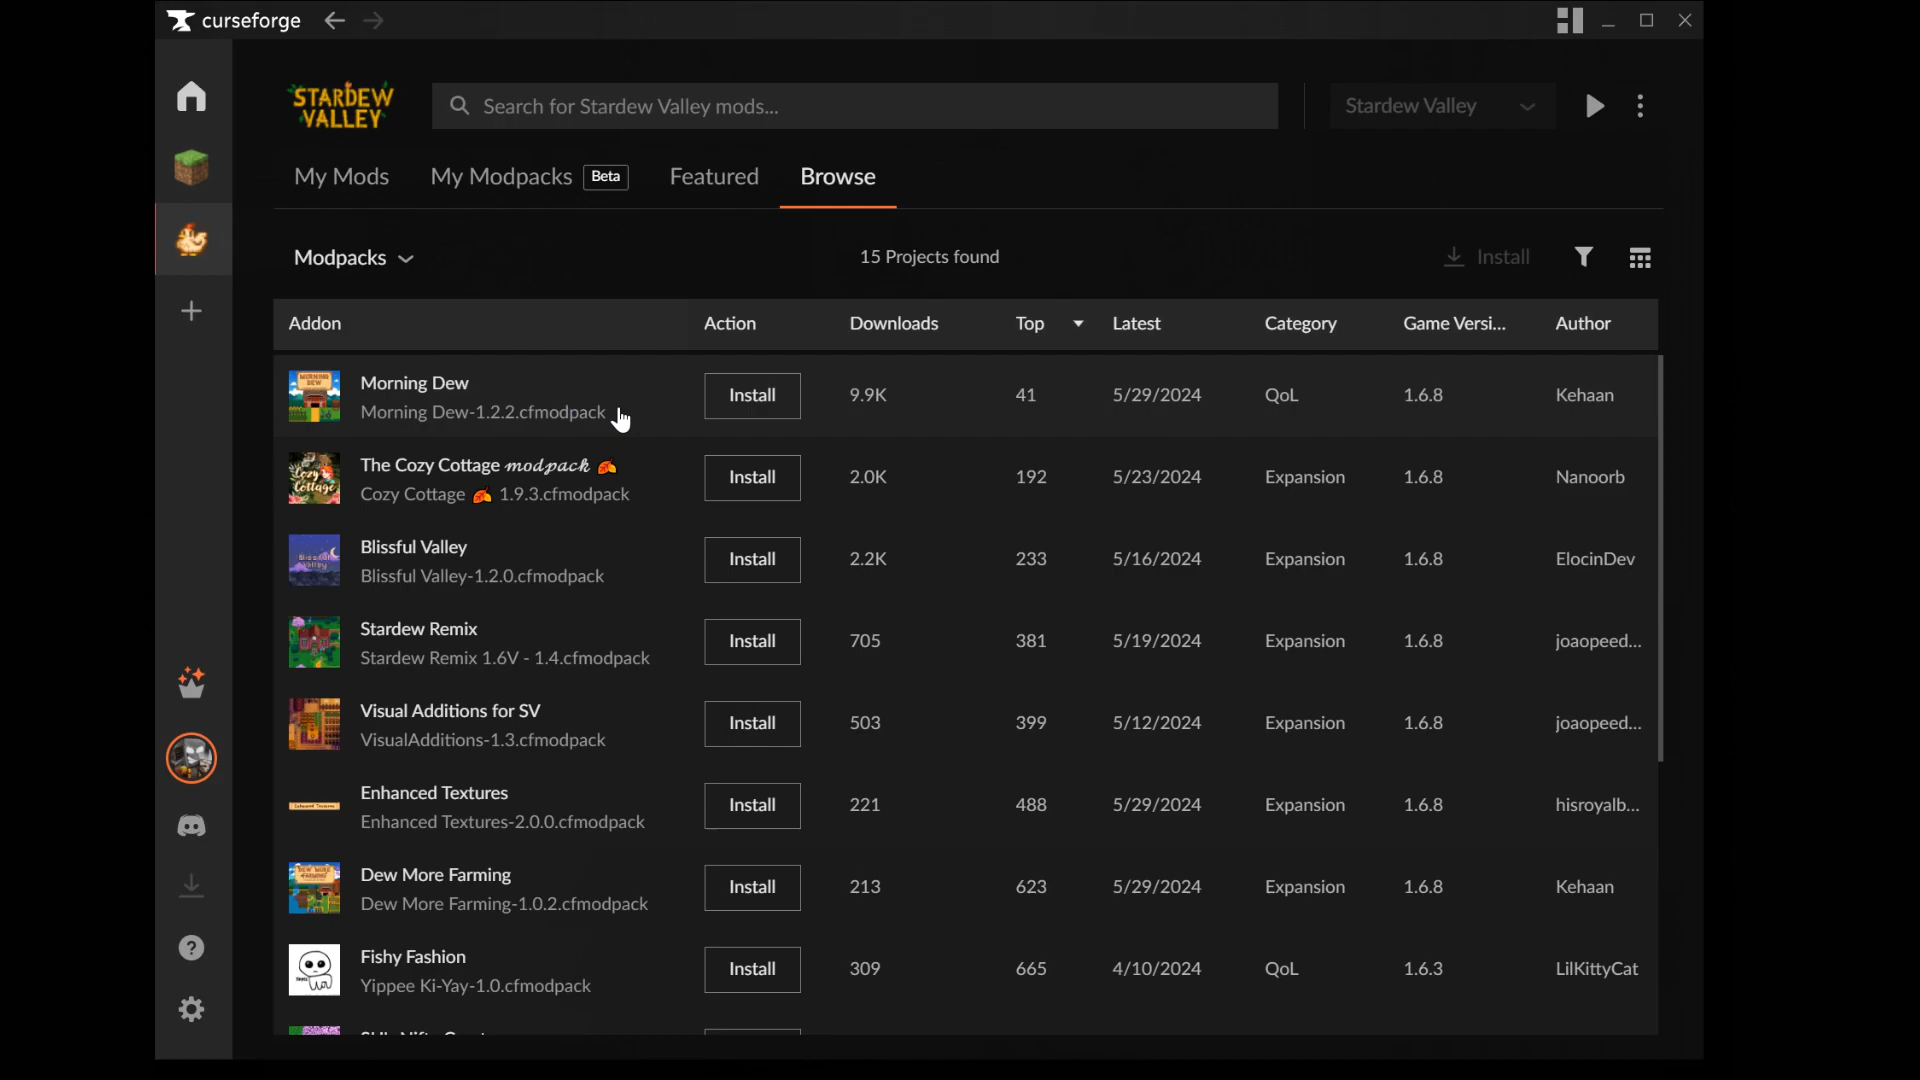 curseforge
STARDEW
VALLEY
Search for Stardew Valley mods...
Stardew Valley
My Mods
My Modpacks Beta
Featured
Browse
Modpacks
15 Projects found
Install
Addon Action Downloads Top Latest Category Game Versi... Author
Morning Dew
Morning Dew-1.2.2.cfmodpack
Install 9.9K 41 5/29/2024 QoL 1.6.8 Kehaan
The Cozy Cottage 𝓶𝓸𝓭𝓹𝓪𝓬𝓴 🍂
Cozy Cottage 🍂 1.9.3.cfmodpack
Install 2.0K 192 5/23/2024 Expansion 1.6.8 Nanoorb
Blissful Valley
Blissful Valley-1.2.0.cfmodpack
Install 2.2K 233 5/16/2024 Expansion 1.6.8 ElocinDev
Stardew Remix
Stardew Remix 1.6V - 1.4.cfmodpack
Install 705 381 5/19/2024 Expansion 1.6.8 joaopeed...
Visual Additions for SV
VisualAdditions-1.3.cfmodpack
Install 503 399 5/12/2024 Expansion 1.6.8 joaopeed...
Enhanced Textures
Enhanced Textures-2.0.0.cfmodpack
Install 221 488 5/29/2024 Expansion 1.6.8 hisroyalb...
Dew More Farming
Dew More Farming-1.0.2.cfmodpack
Install 213 623 5/29/2024 Expansion 1.6.8 Kehaan
Fishy Fashion
Yippee Ki-Yay-1.0.cfmodpack
Install 309 665 4/10/2024 QoL 1.6.3 LilKittyCat